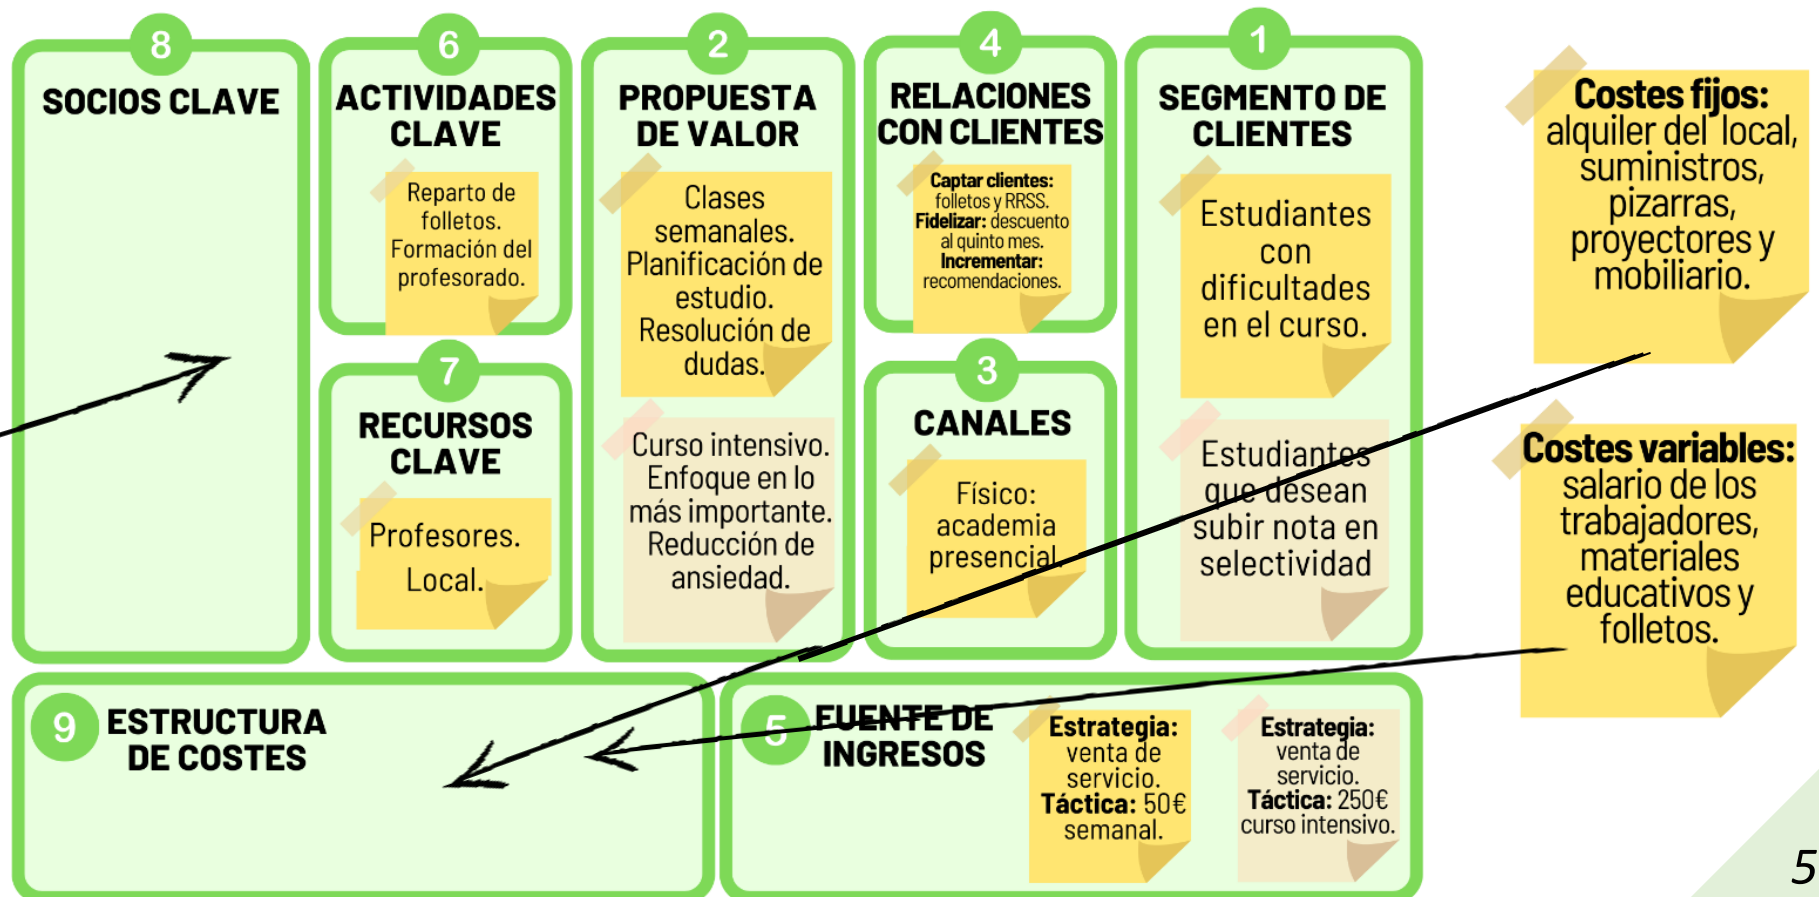 8
SOCIOS CLAVE
6
ACTIVIDADES
CLAVE
Reparto de
folletos.
Formación del
profesorado.
7
RECURSOS
CLAVE
Profesores.
Local.
2
PROPUESTA
DE VALOR
Clases
semanales.
Planificación de
estudio.
Resolución de
dudas.
Curso intensivo.
Enfoque en lo
más importante.
Reducción de
ansiedad.
4
RELACIONES
CON CLIENTES
Captar clientes:
folletos y RRSS.
Fidelizar: descuento
al quinto mes.
Incrementar:
recomendaciones.
3
CANALES
Físico:
academia
presencial.
1
SEGMENTO DE
CLIENTES
Estudiantes
con
dificultades
en el curso.
Estudiantes
que desean
subir nota en
selectividad
Costes fijos:
alquiler del local,
suministros,
pizarras,
proyectores y
mobiliario.
Costes variables:
salario de los
trabajadores,
materiales
educativos y
folletos.
9
ESTRUCTURA
DE COSTES
5
FUENTE DE
INGRESOS
Estrategia:
venta de
servicio.
Táctica: 50€
semanal.
Estrategia:
venta de
servicio.
Táctica: 250€
curso intensivo.
5